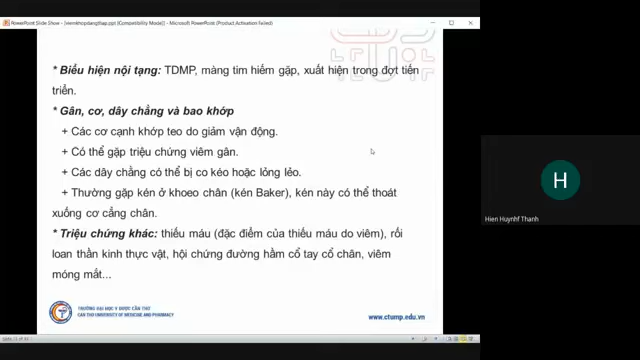 PowerPoint Slide Show - [viemkhopdangthap.ppt [Compatibility Mode]] - Microsoft PowerPoint (Product Activation Failed)
* Biểu hiện nội tạng: TDMP, màng tim hiếm gặp, xuất hiện trong đợt tiến
triển.
* Gân, cơ, dây chằng và bao khớp
+ Các cơ cạnh khớp teo do giảm vận động.
+ Có thể gặp triệu chứng viêm gân.
+ Các dây chằng có thể bị co kéo hoặc lỏng lẻo.
+ Thường gặp kén ở khoeo chân (kén Baker), kén này có thể thoát
xuống cơ cẳng chân.
* Triệu chứng khác: thiếu máu (đặc điểm của thiếu máu do viêm), rối
loan thần kinh thực vật, hội chứng đường hầm cổ tay cổ chân, viêm
móng mắt...
H
Hien Huynhf Thanh
TRƯỜNG ĐẠI HỌC Y DƯỢC CẦN THƠ
CAN THO UNIVERSITY OF MEDICINE AND PHARMACY
www.ctump.edu.vn